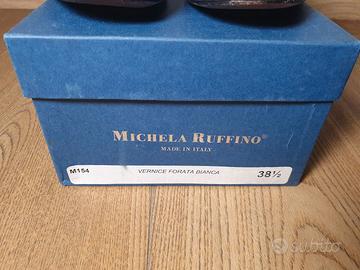 MICHELA RUFFINO®
MADE IN ITALY
M154 VERNICE FORATA BIANCA 38½
subito